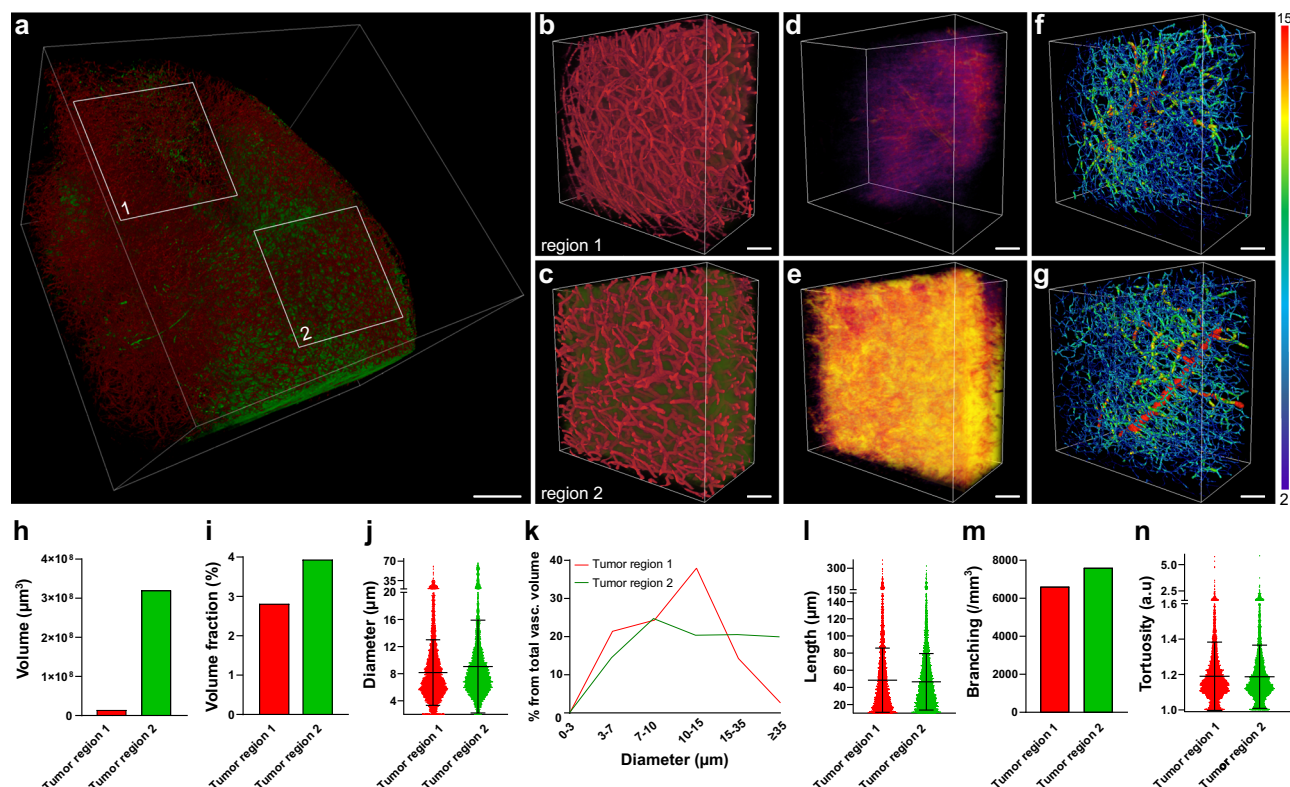 a
b
d
f
15
1
2
region 1
c
e
g
region 2
2
h
i
j
k
l
m
n
Volume (µm³)
4×10⁸
3×10⁸
2×10⁸
1×10⁸
0
Tumor region 1
Tumor region 2
Volume fraction (%)
4
3
2
1
0
Tumor region 1
Tumor region 2
Diameter (µm)
70
35
20
16
12
8
4
Tumor region 1
Tumor region 2
% from total vasc. volume
40
30
20
10
0
Tumor region 1
Tumor region 2
0-3
3-7
7-10
10-15
15-35
≥35
Diameter (µm)
Length (µm)
300
150
150
140
120
100
80
60
40
20
Tumor region 1
Tumor region 2
Branching (/mm³)
8000
6000
4000
2000
0
Tumor region 1
Tumor region 2
Tortuosity (a.u)
5.0
2.5
1.6
1.4
1.2
1.0
Tumor region 1
Tumor region 2